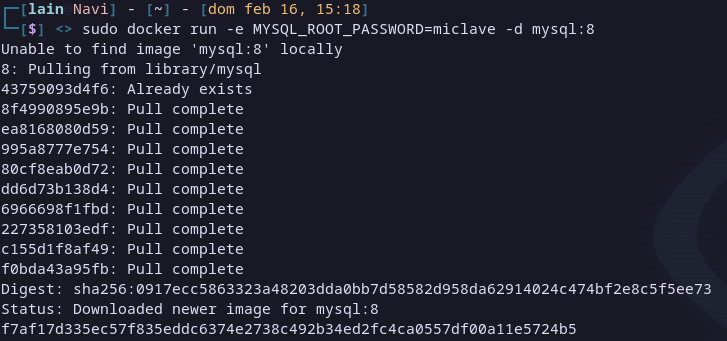 [lain Navi] - [~] - [dom feb 16, 15:18]
[$] <> sudo docker run -e MYSQL_ROOT_PASSWORD=miclave -d mysql:8
Unable to find image 'mysql:8' locally
8: Pulling from library/mysql
43759093d4f6: Already exists
8f4990895e9b: Pull complete
ea8168080d59: Pull complete
995a8777e754: Pull complete
80cf8eab0d72: Pull complete
dd6d73b138d4: Pull complete
6966698f1fbd: Pull complete
227358103edf: Pull complete
c155d1f8af49: Pull complete
f0bda43a95fb: Pull complete
Digest: sha256:0917ecc5863323a48203dda0bb7d58582d958da62914024c474bf2e8c5f5ee73
Status: Downloaded newer image for mysql:8
f7af17d335ec57f835eddc6374e2738c492b34ed2fc4ca0557df00a11e5724b5